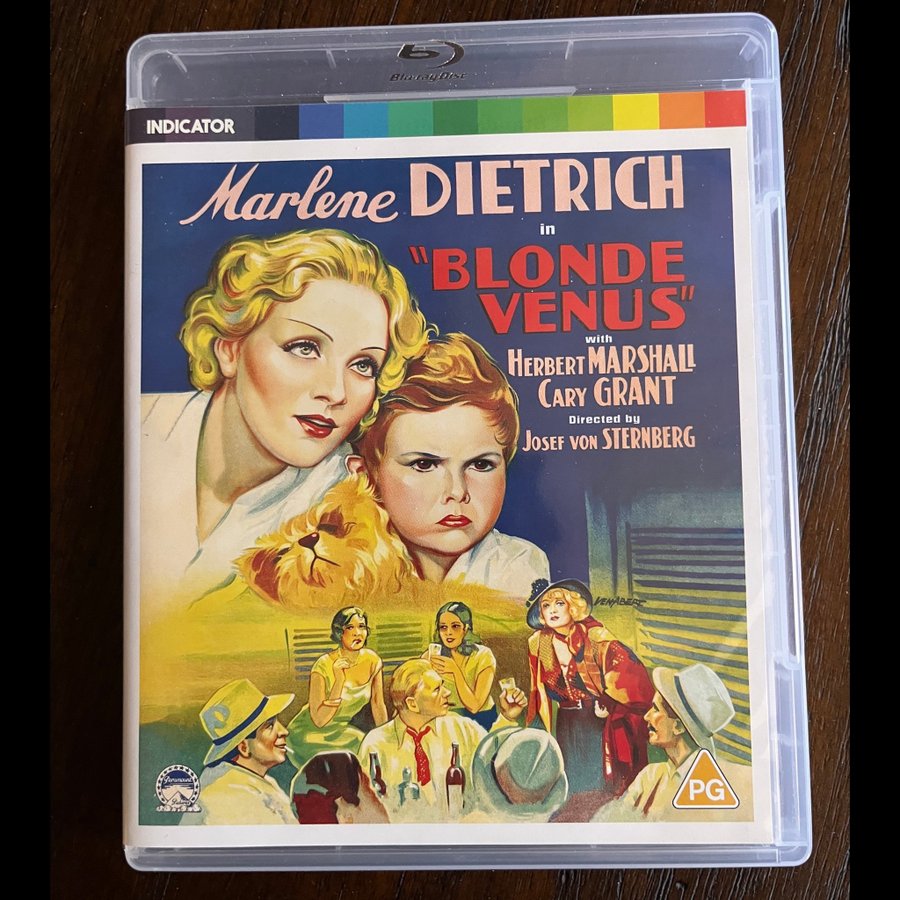 Blu-ray Disc
INDICATOR
Marlene DIETRICH
in
"BLONDE
VENUS"
with
HERBERT MARSHALL
CARY GRANT
Directed by
JOSEF VON STERNBERG
Paramount
PG